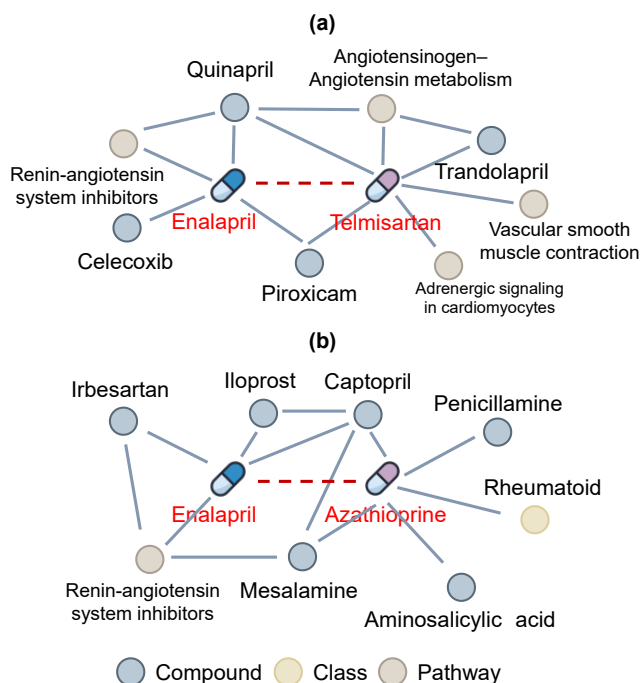 (a)
Quinapril
Angiotensinogen–
Angiotensin metabolism
Renin-angiotensin
system inhibitors
Enalapril
Telmisartan
Trandolapril
Vascular smooth
muscle contraction
Celecoxib
Piroxicam
Adrenergic signaling
in cardiomyocytes
(b)
Irbesartan
Iloprost
Captopril
Penicillamine
Enalapril
Azathioprine
Rheumatoid
Renin-angiotensin
system inhibitors
Mesalamine
Aminosalicylic acid
Compound
Class
Pathway